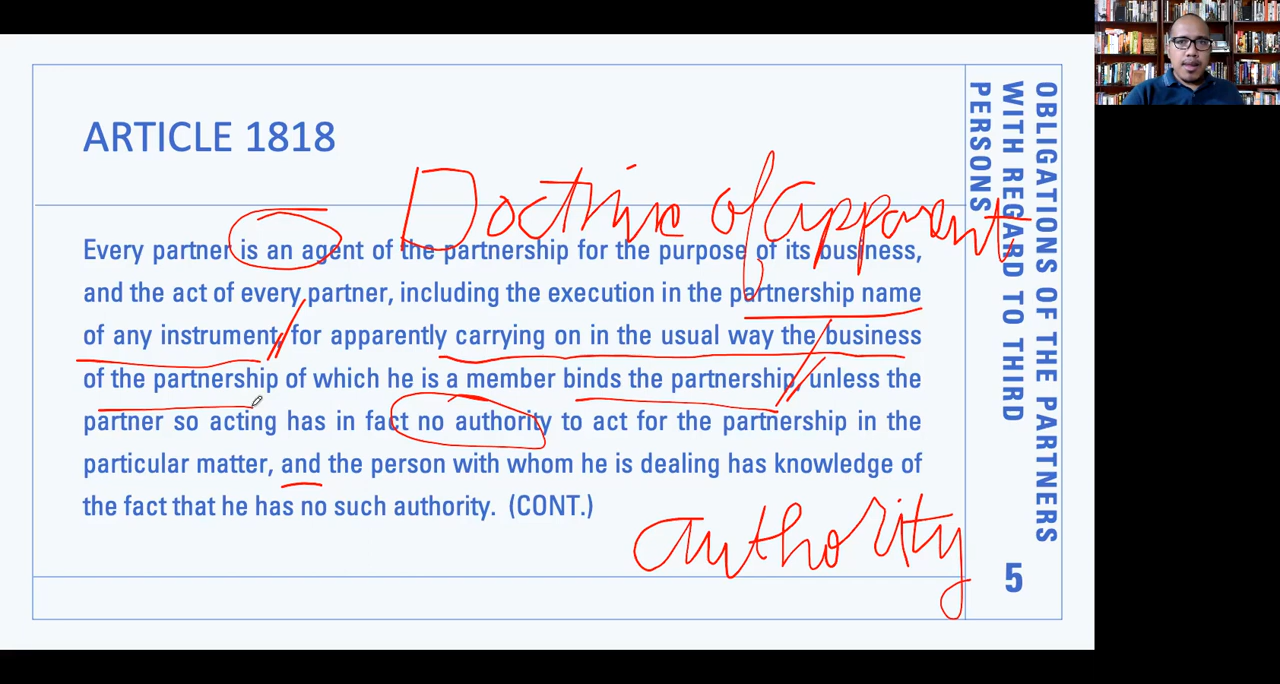 ARTICLE 1818
Doctrine of apparent
Every partner is an agent of the partnership for the purpose of its business,
and the act of every partner, including the execution in the partnership name
of any instrument, for apparently carrying on in the usual way the business
of the partnership of which he is a member binds the partnership, unless the
partner so acting has in fact no authority to act for the partnership in the
particular matter, and the person with whom he is dealing has knowledge of
the fact that he has no such authority. (CONT.)
authority
OBLIGATIONS OF THE PARTNERS
WITH REGARD TO THIRD
PERSONS
5